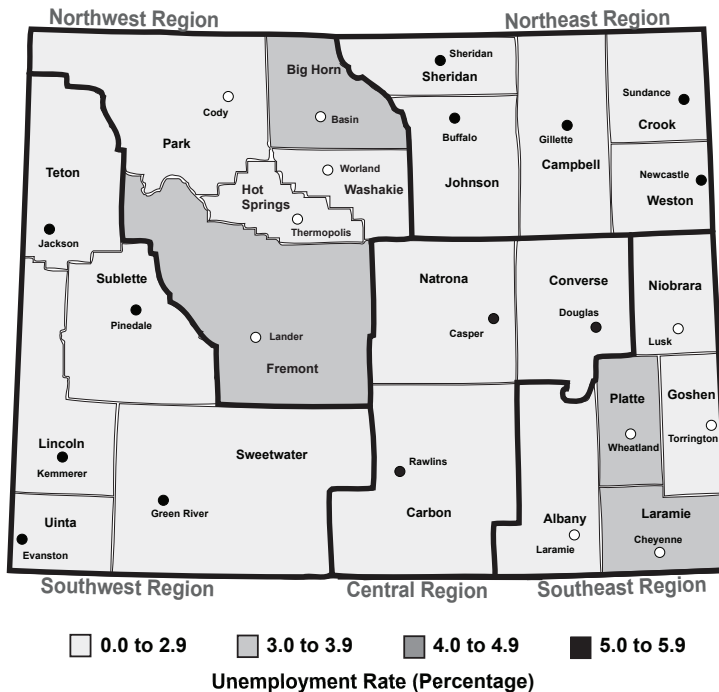 Northwest Region
Northeast Region
Big Horn
Sheridan
Sheridan
Cody
Basin
Sundance
Park
Buffalo
Gillette
Crook
Teton
Worland
Hot
Springs
Washakie
Johnson
Campbell
Newcastle
Weston
Jackson
Thermopolis
Sublette
Natrona
Converse
Niobrara
Pinedale
Casper
Douglas
Lander
Lusk
Fremont
Platte
Goshen
Lincoln
Kemmerer
Sweetwater
Rawlins
Wheatland
Torrington
Green River
Carbon
Albany
Laramie
Uinta
Evanston
Laramie
Cheyenne
Southwest Region
Central Region
Southeast Region
0.0 to 2.9
3.0 to 3.9
4.0 to 4.9
5.0 to 5.9
Unemployment Rate (Percentage)